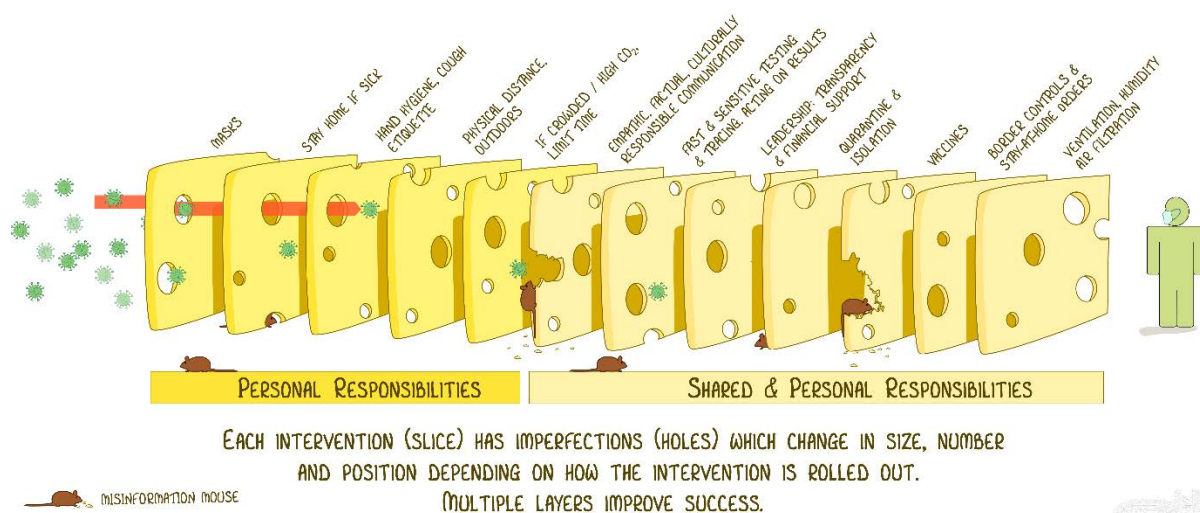 MASKS
STAY HOME IF SICK
HAND HYGIENE, COUGH
ETIQUETTE
PHYSICAL DISTANCE,
OUTDOORS
IF CROWDED / HIGH CO₂,
LIMIT TIME
EMPATHIC, FACTUAL, CULTURALLY
RESPONSIBLE COMMUNICATION
FAST & SENSITIVE TESTING
& TRACING: ACTING ON RESULTS
LEADERSHIP: TRANSPARENCY
& FINANCIAL SUPPORT
QUARANTINE &
ISOLATION
VACCINES
BORDER CONTROLS &
STAY-AT-HOME ORDERS
VENTILATION, HUMIDITY
AIR FILTRATION
PERSONAL RESPONSIBILITIES
SHARED & PERSONAL RESPONSIBILITIES
EACH INTERVENTION (SLICE) HAS IMPERFECTIONS (HOLES) WHICH CHANGE IN SIZE, NUMBER
AND POSITION DEPENDING ON HOW THE INTERVENTION IS ROLLED OUT.
MULTIPLE LAYERS IMPROVE SUCCESS.
MISINFORMATION MOUSE